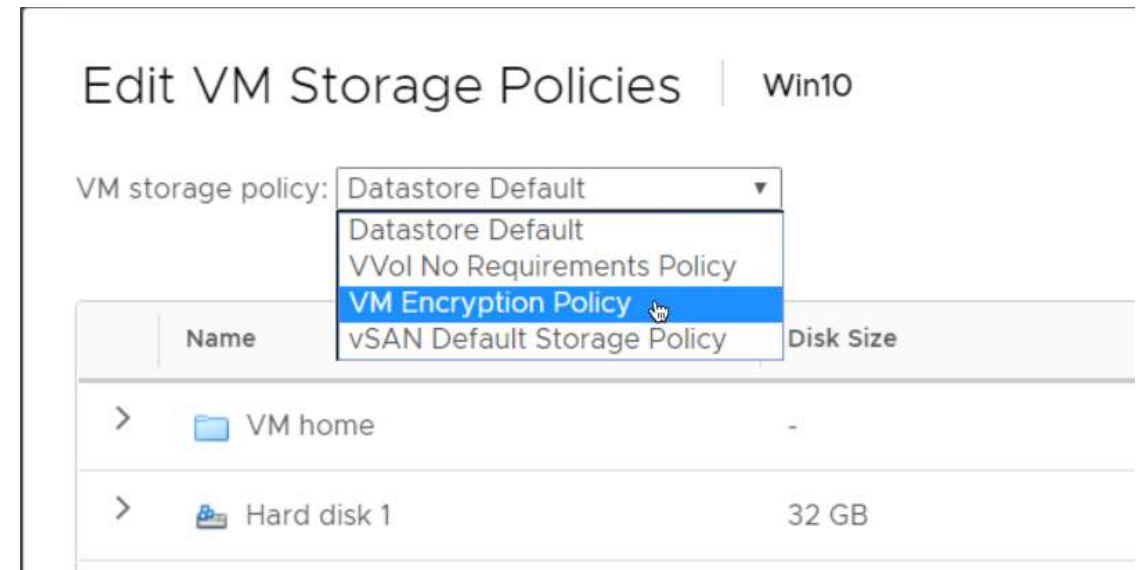 Edit VM Storage Policies Win10
VM storage policy: Datastore Default
Datastore Default
VVol No Requirements Policy
VM Encryption Policy
vSAN Default Storage Policy
Name Disk Size
VM home -
Hard disk 1 32 GB